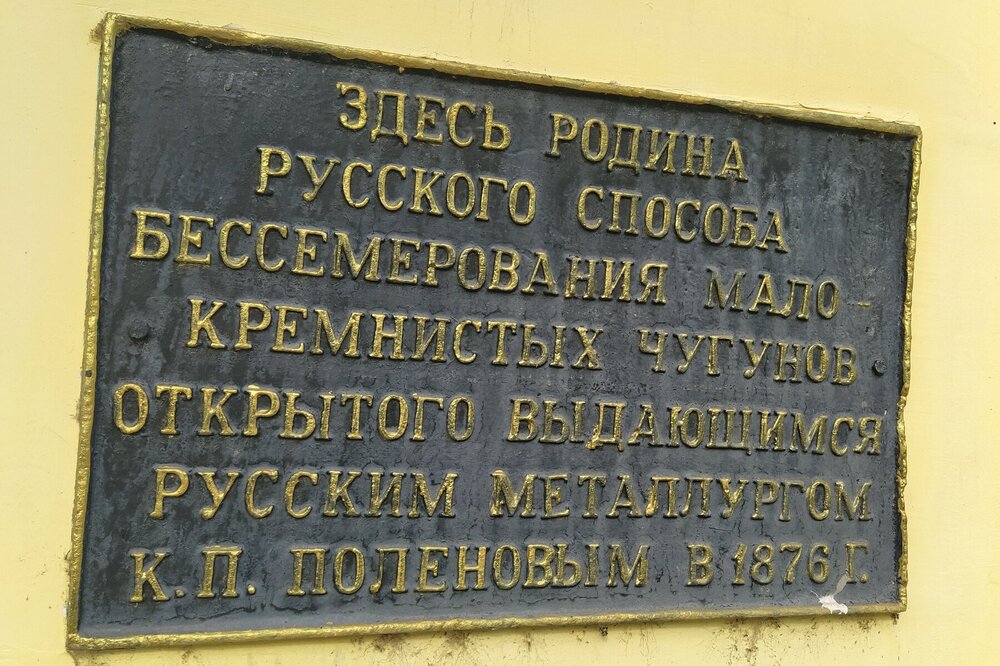 ЗДЕСЬ РОДИНА
РУССКОГО СПОСОБА
БЕССЕМЕРОВАНИЯ МАЛО-
КРЕМНИСТЫХ ЧУГУНОВ
ОТКРЫТОГО ВЫДАЮЩИМСЯ
РУССКИМ МЕТАЛЛУРГОМ
К.П. ПОЛЕНОВЫМ В 1876 Г.